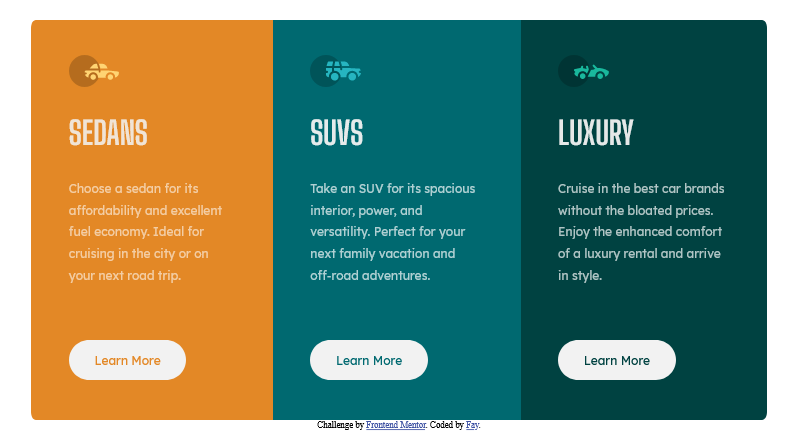 SEDANS
Choose a sedan for its
affordability and excellent
fuel economy. Ideal for
cruising in the city or on
your next road trip.
Learn More
SUVS
Take an SUV for its spacious
interior, power, and
versatility. Perfect for your
next family vacation and
off-road adventures.
Learn More
LUXURY
Cruise in the best car brands
without the bloated prices.
Enjoy the enhanced comfort
of a luxury rental and arrive
in style.
Learn More
Challenge by Frontend Mentor. Coded by Fay.